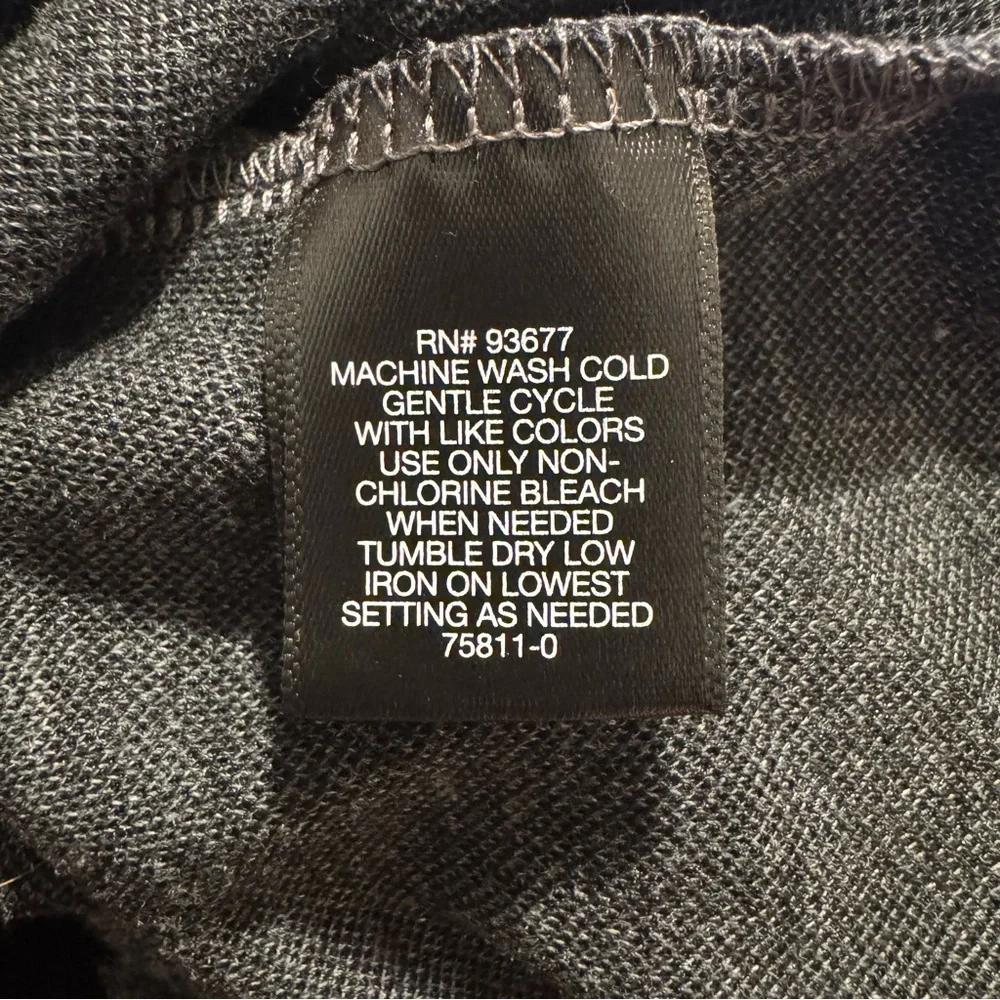 RN# 93677
MACHINE WASH COLD
GENTLE CYCLE
WITH LIKE COLORS
USE ONLY NON-
CHLORINE BLEACH
WHEN NEEDED
TUMBLE DRY LOW
IRON ON LOWEST
SETTING AS NEEDED
75811-0